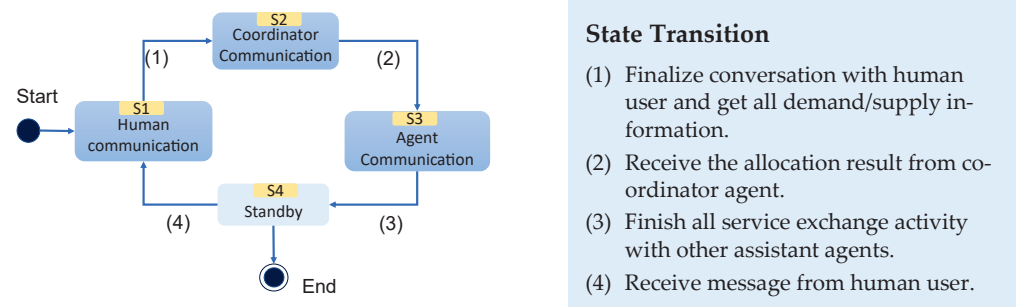 S2
Coordinator
Communication
(1)
(2)
Start
S1
Human
communication
S3
Agent
Communication
S4
Standby
(4)
(3)
End
State Transition
(1) Finalize conversation with human
user and get all demand/supply in-
formation.
(2) Receive the allocation result from co-
ordinator agent.
(3) Finish all service exchange activity
with other assistant agents.
(4) Receive message from human user.